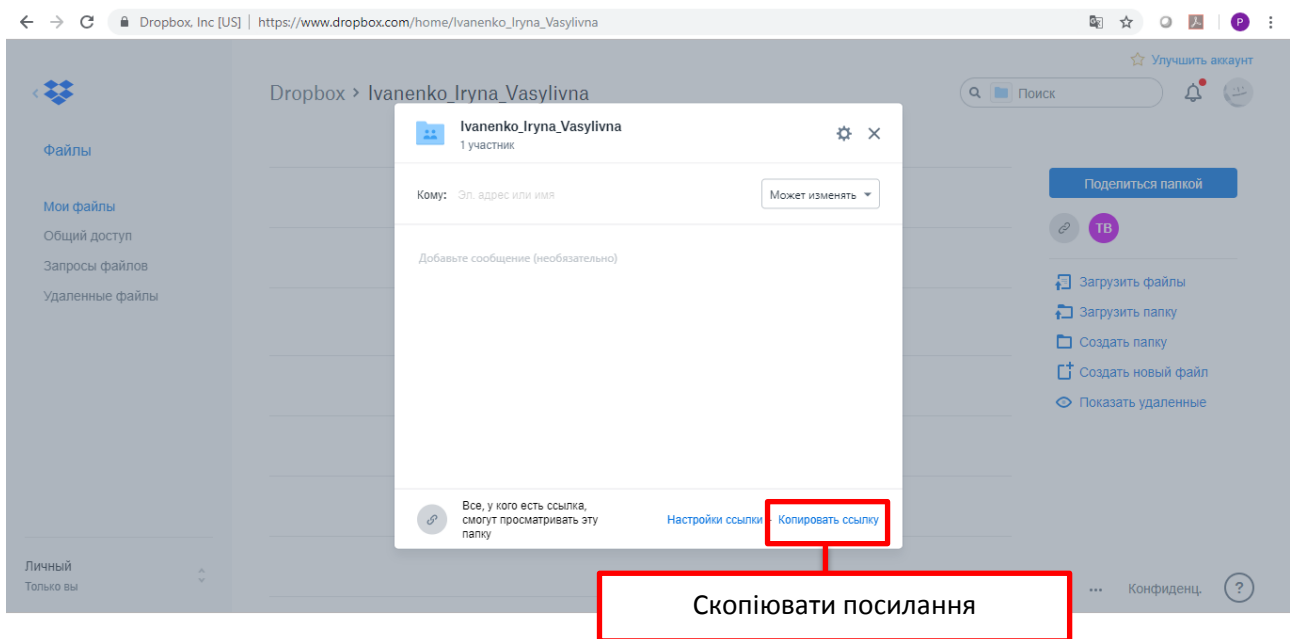 Dropbox, Inc [US] | https://www.dropbox.com/home/Ivanenko_Iryna_Vasylivna
P
Улучшить аккаунт
Dropbox > Ivanenko_Iryna_Vasylivna
Поиск
Файлы
Мои файлы
Общий доступ
Запросы файлов
Удаленные файлы
Личный
Только вы
Ivanenko_Iryna_Vasylivna
1 участник
Кому: Эл. адрес или имя
Может изменять
Добавьте сообщение (необязательно)
Все, у кого есть ссылка,
смогут просматривать эту
папку
Настройки ссылки · Копировать ссылку
Поделиться папкой
ТВ
Загрузить файлы
Загрузить папку
Создать папку
Создать новый файл
Показать удаленные
... Конфиденц. ?
Скопіювати посилання